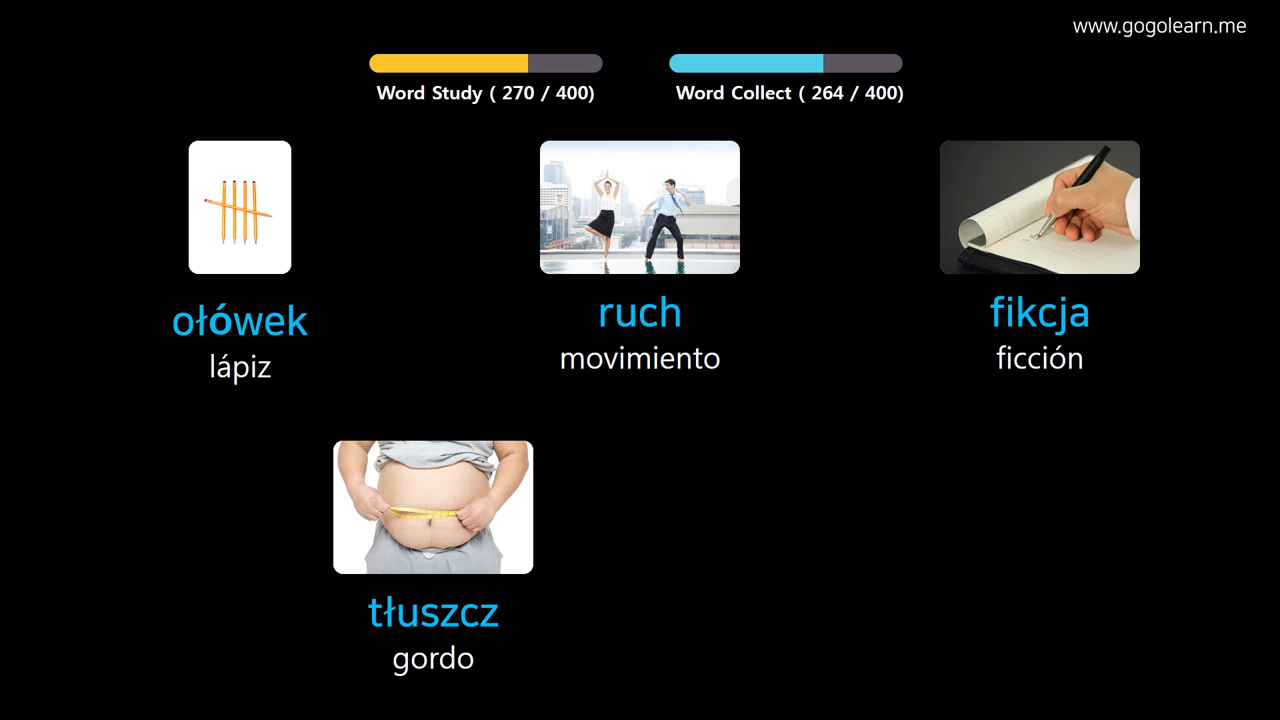 www.gogolearn.me
Word Study ( 270 / 400)
Word Collect ( 264 / 400)
ołówek
lápiz
ruch
movimiento
fikcja
ficción
tłuszcz
gordo